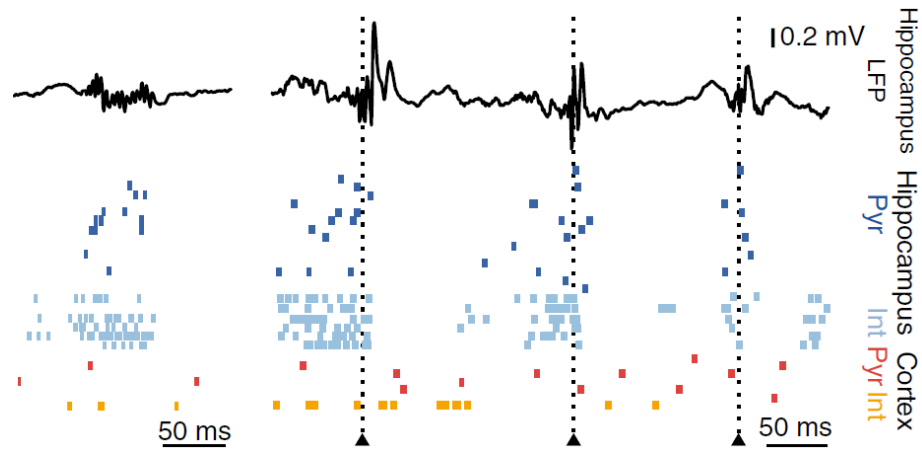 0.2 mV
Hippocampus
LFP
Hippocampus
Pyr
Int
Cortex
Pyr
Int
50 ms
50 ms